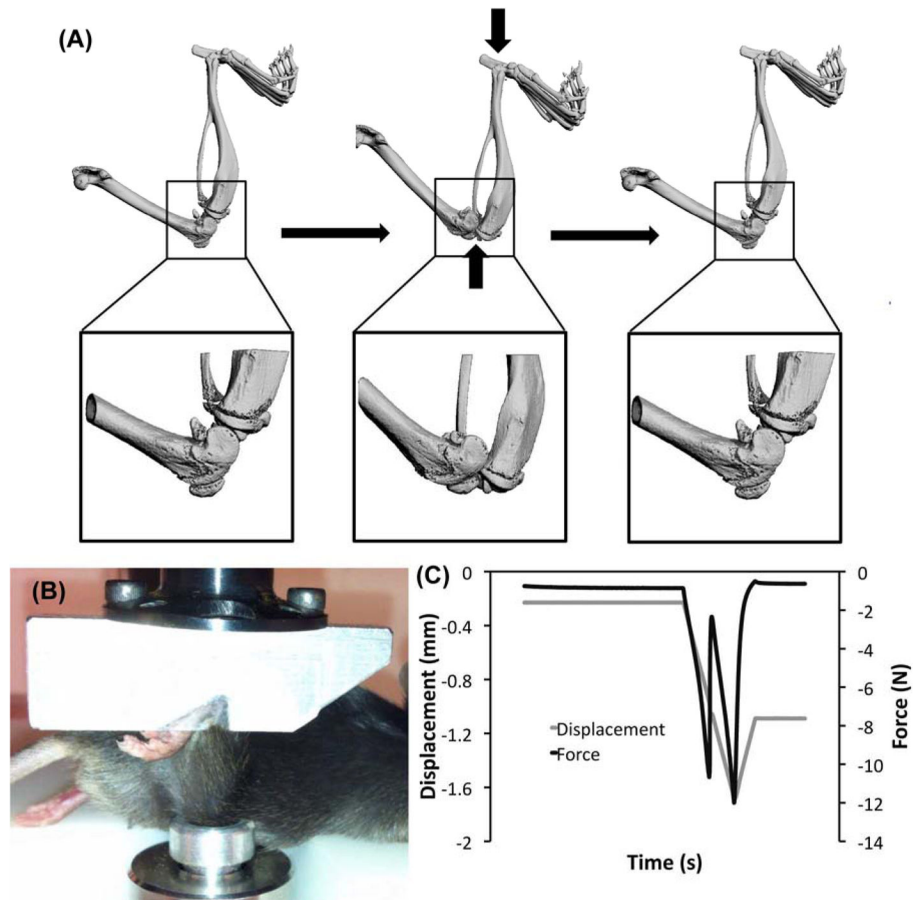 (A)
(B)
(C)
0
-0.4
-0.8
-1.2
-1.6
-2
Displacement (mm)
Displacement
Force
0
-2
-4
-6
-8
-10
-12
-14
Force (N)
Time (s)